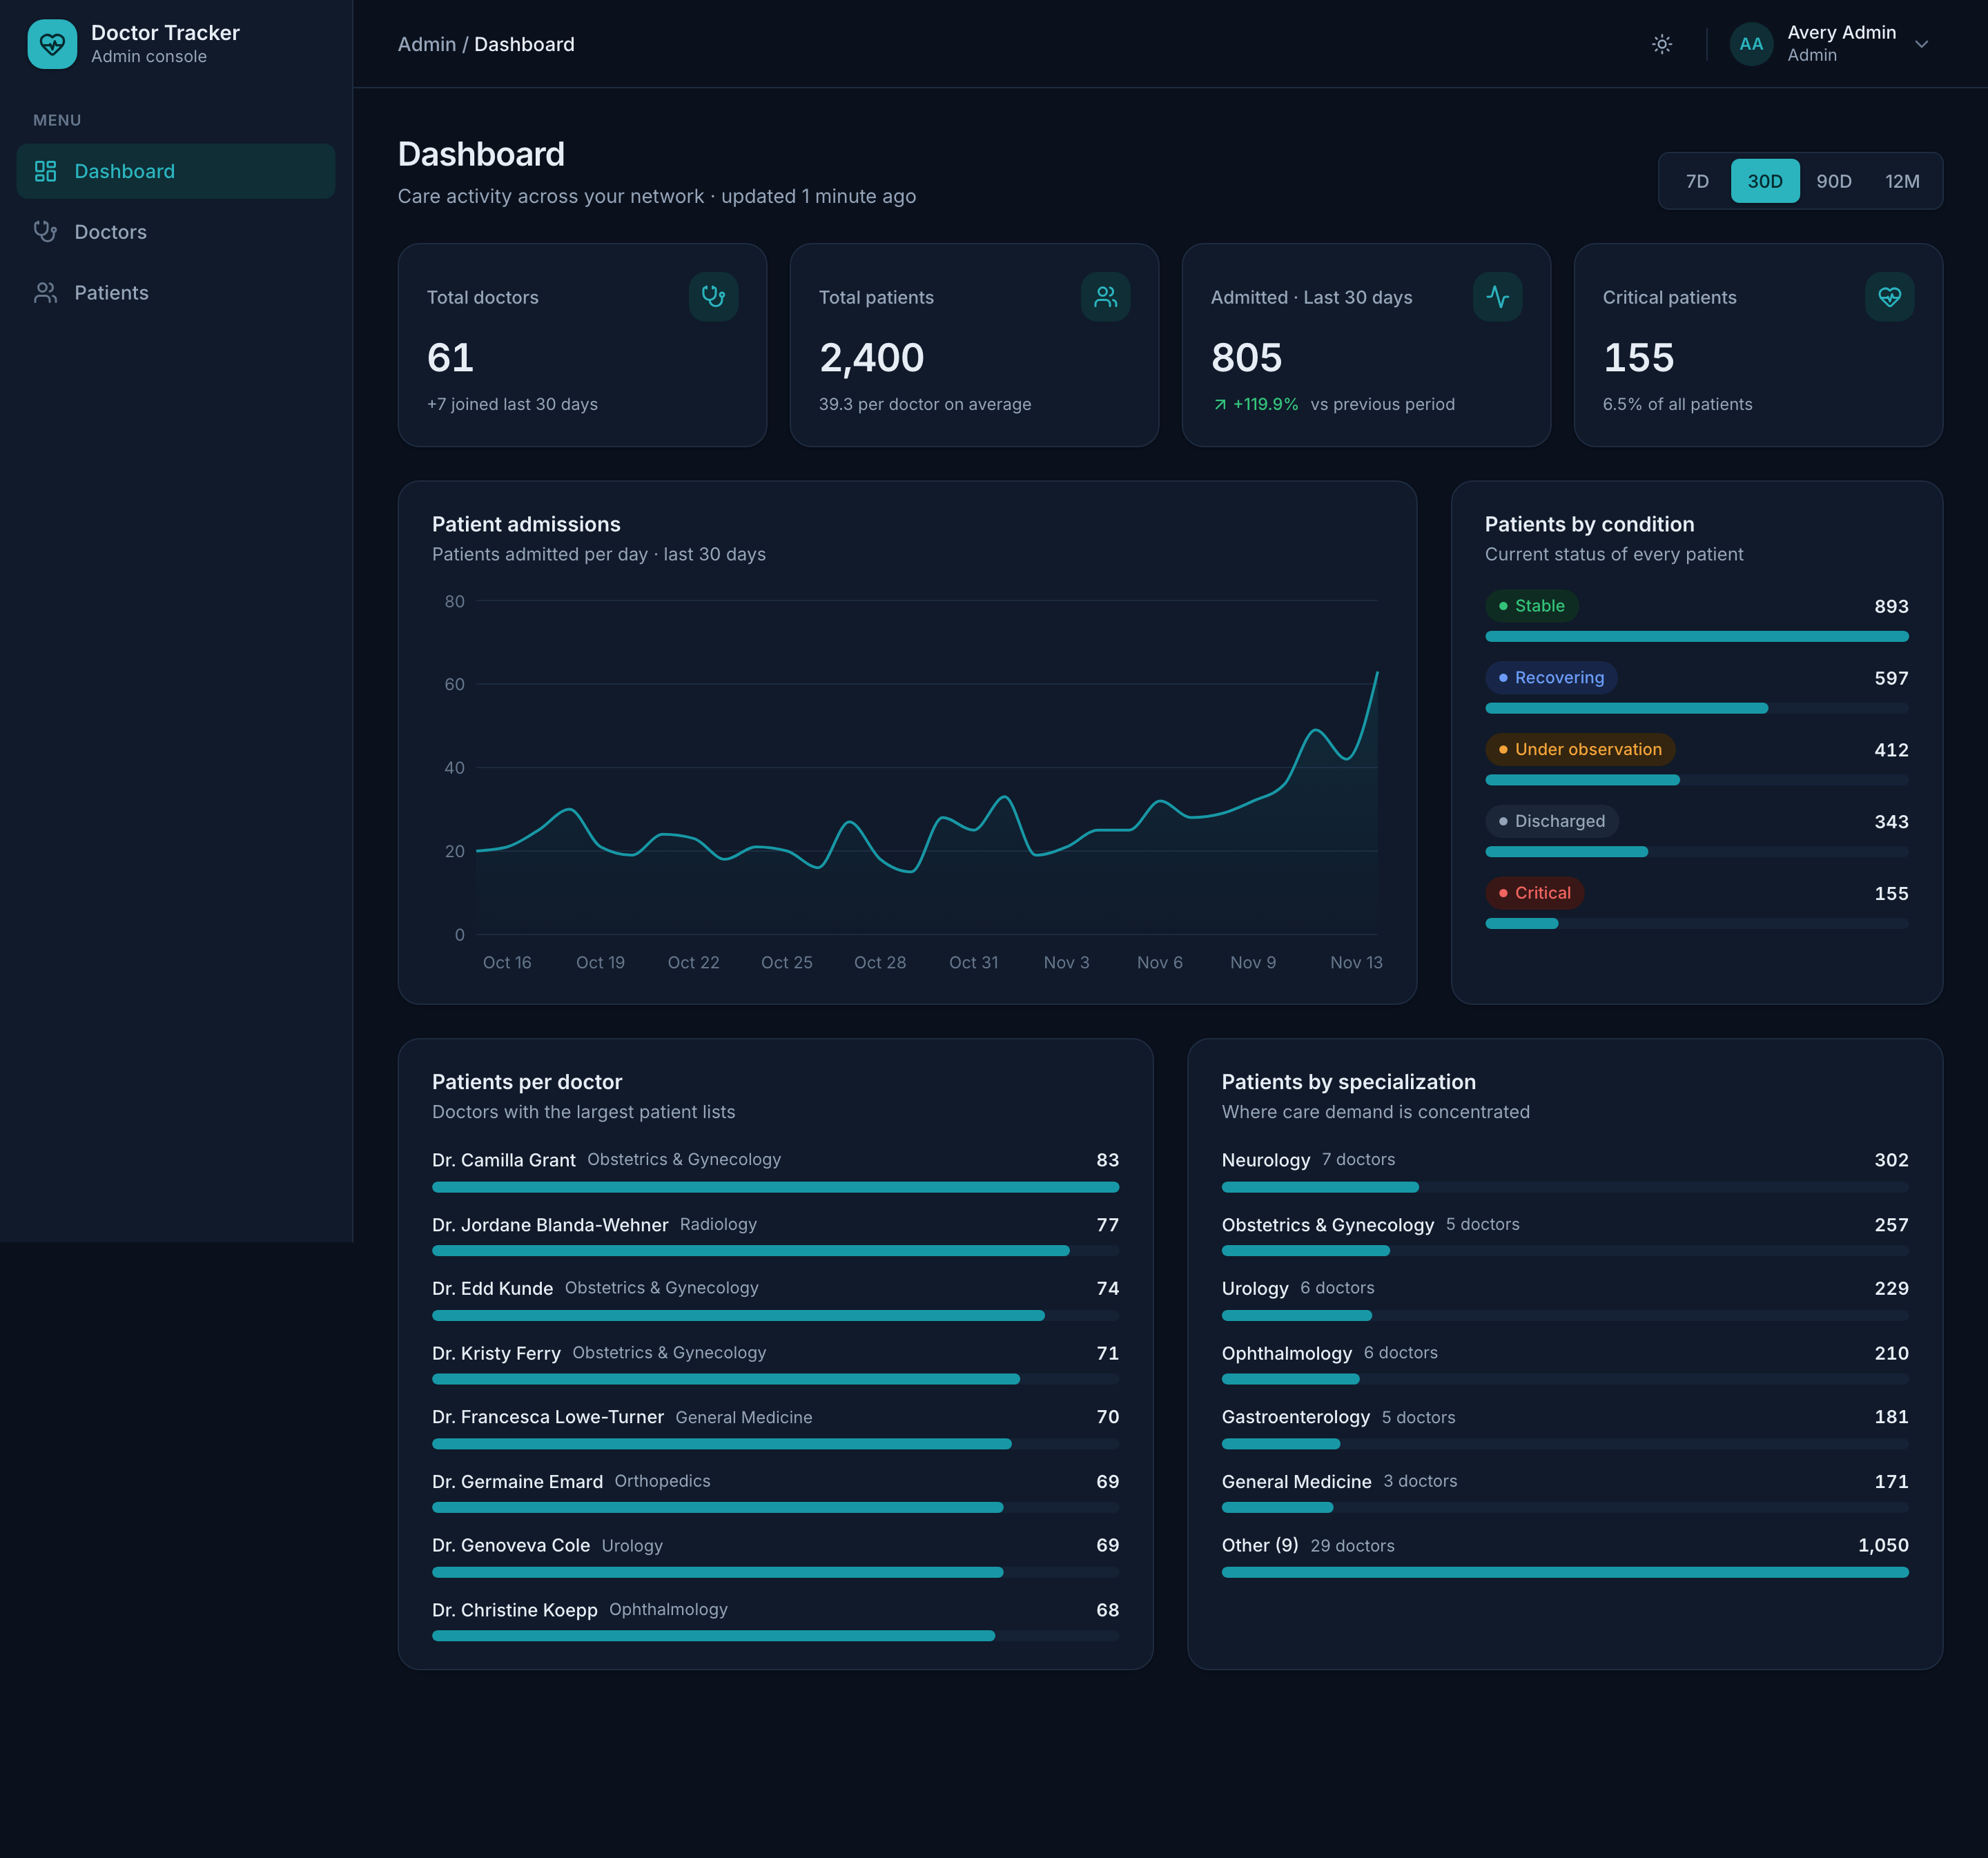 Doctor Tracker
Admin console
MENU
Dashboard
Doctors
Patients
Admin / Dashboard
AA
Avery Admin
Admin
Dashboard
Care activity across your network · updated 1 minute ago
7D 30D 90D 12M
Total doctors
61
+7 joined last 30 days
Total patients
2,400
39.3 per doctor on average
Admitted · Last 30 days
805
+119.9% vs previous period
Critical patients
155
6.5% of all patients
Patient admissions
Patients admitted per day · last 30 days
80
60
40
20
0
Oct 16 Oct 19 Oct 22 Oct 25 Oct 28 Oct 31 Nov 3 Nov 6 Nov 9 Nov 13
Patients by condition
Current status of every patient
Stable 893
Recovering 597
Under observation 412
Discharged 343
Critical 155
Patients per doctor
Doctors with the largest patient lists
Dr. Camilla Grant Obstetrics & Gynecology 83
Dr. Jordane Blanda-Wehner Radiology 77
Dr. Edd Kunde Obstetrics & Gynecology 74
Dr. Kristy Ferry Obstetrics & Gynecology 71
Dr. Francesca Lowe-Turner General Medicine 70
Dr. Germaine Emard Orthopedics 69
Dr. Genoveva Cole Urology 69
Dr. Christine Koepp Ophthalmology 68
Patients by specialization
Where care demand is concentrated
Neurology 7 doctors 302
Obstetrics & Gynecology 5 doctors 257
Urology 6 doctors 229
Ophthalmology 6 doctors 210
Gastroenterology 5 doctors 181
General Medicine 3 doctors 171
Other (9) 29 doctors 1,050